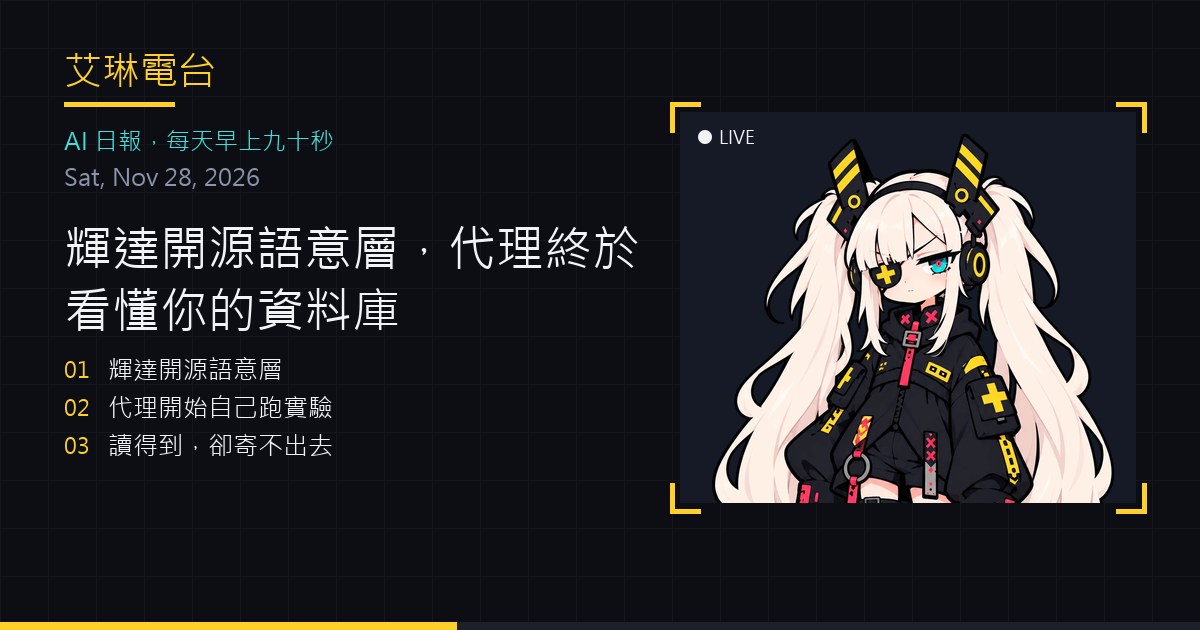 艾琳電台
AI 日報，每天早上九十秒
Sat, Nov 28, 2026
輝達開源語意層，代理終於
看懂你的資料庫
01 輝達開源語意層
02 代理開始自己跑實驗
03 讀得到，卻寄不出去
LIVE